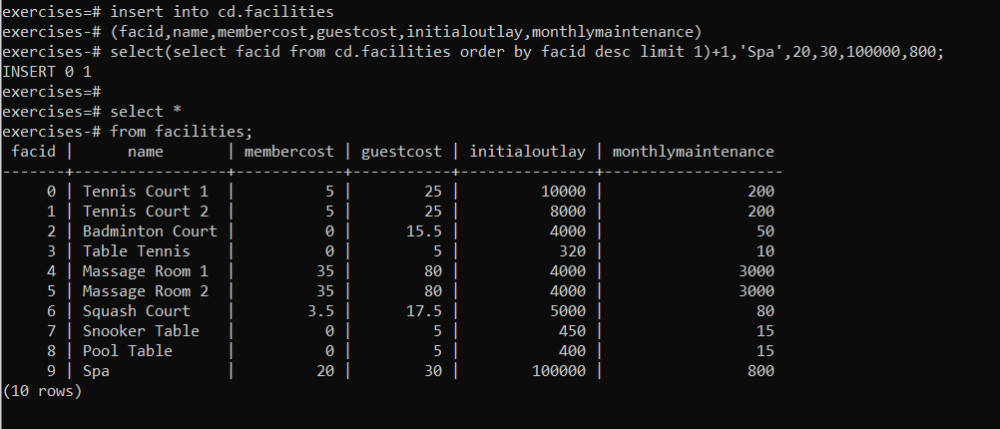 exercises=# insert into cd.facilities
exercises-# (facid,name,membercost,guestcost,initialoutlay,monthlymaintenance)
exercises-# select(select facid from cd.facilities order by facid desc limit 1)+1,'Spa',20,30,100000,800;
INSERT 0 1
exercises=#
exercises=# select *
exercises-# from facilities;
 facid |      name       | membercost | guestcost | initialoutlay | monthlymaintenance
-------+-----------------+------------+-----------+---------------+--------------------
     0 | Tennis Court 1  |          5 |        25 |         10000 |                200
     1 | Tennis Court 2  |          5 |        25 |          8000 |                200
     2 | Badminton Court |          0 |      15.5 |          4000 |                 50
     3 | Table Tennis    |          0 |         5 |           320 |                 10
     4 | Massage Room 1  |         35 |        80 |          4000 |               3000
     5 | Massage Room 2  |         35 |        80 |          4000 |               3000
     6 | Squash Court    |        3.5 |      17.5 |          5000 |                 80
     7 | Snooker Table   |          0 |         5 |           450 |                 15
     8 | Pool Table      |          0 |         5 |           400 |                 15
     9 | Spa             |         20 |        30 |        100000 |                800
(10 rows)